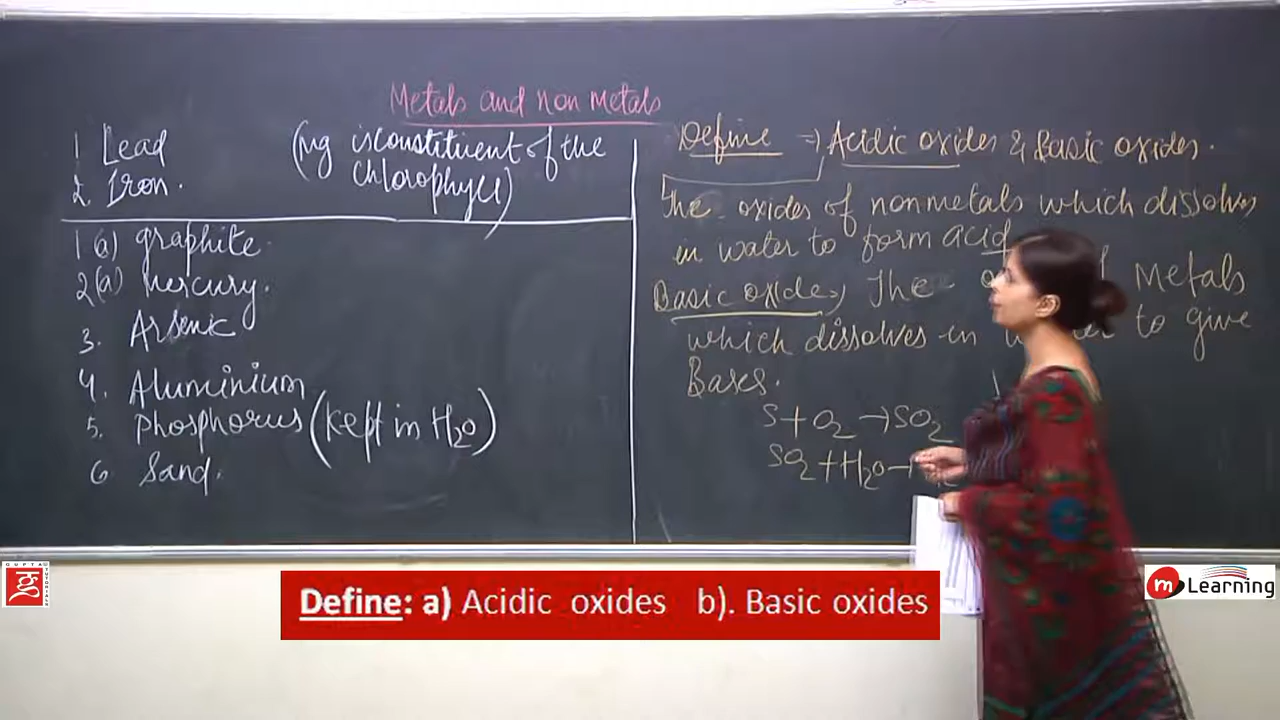 Metals and non Metals
1 Lead
2 Iron.
(mg is constituent of the
chlorophyll)
1 (a) graphite.
2 (a) Mercury.
3. Arsenic
4. Aluminium
5. Phosphorus (kept in H2O)
6 Sand.
Define → Acidic oxides & Basic oxides.
The oxides of nonmetals which dissolves
in water to form acid
Basic oxide→ The Metals
which dissolves in to give
Bases.
S + O2 → SO2
SO2 + H2O →
Define: a) Acidic oxides b). Basic oxides
GUPTA TUTORIALS
m Learning